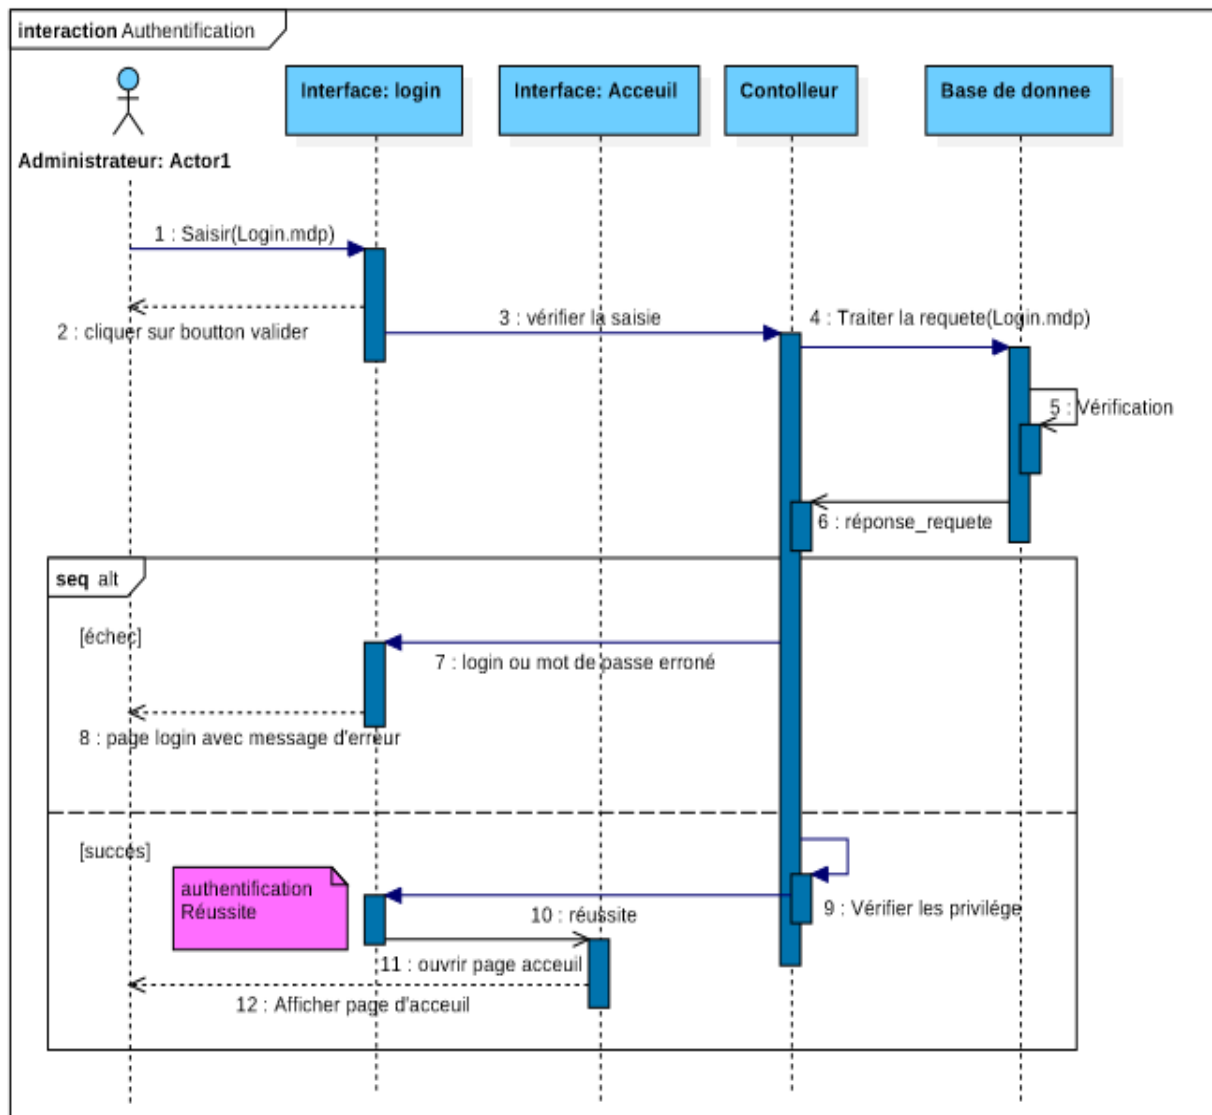 interaction Authentification
Interface: login
Interface: Acceuil
Contolleur
Base de donnee
Administrateur: Actor1
1 : Saisir(Login.mdp)
2 : cliquer sur boutton valider
3 : vérifier la saisie
4 : Traiter la requete(Login.mdp)
5 : Vérification
6 : réponse_requete
seq alt
[échec]
7 : login ou mot de passe erroné
8 : page login avec message d'erreur
[succés]
authentification
Réussite
9 : Vérifier les privilége
10 : réussite
11 : ouvrir page acceuil
12 : Afficher page d'acceuil